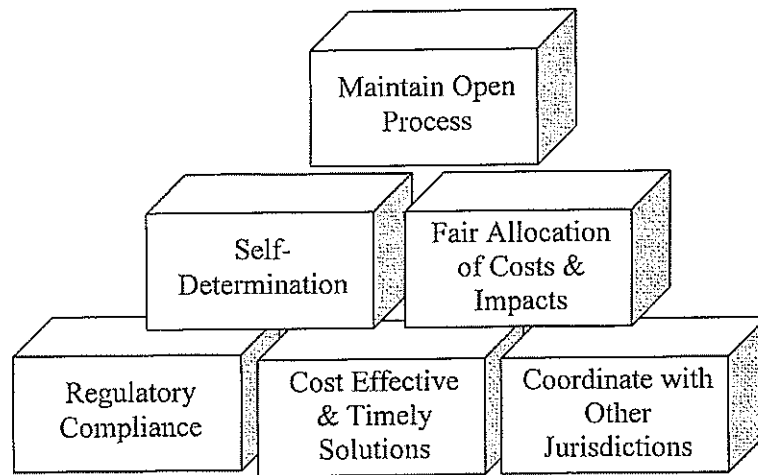 Maintain Open
Process
Self-
Determination
Fair Allocation
of Costs &
Impacts
Regulatory
Compliance
Cost Effective
& Timely
Solutions
Coordinate with
Other
Jurisdictions